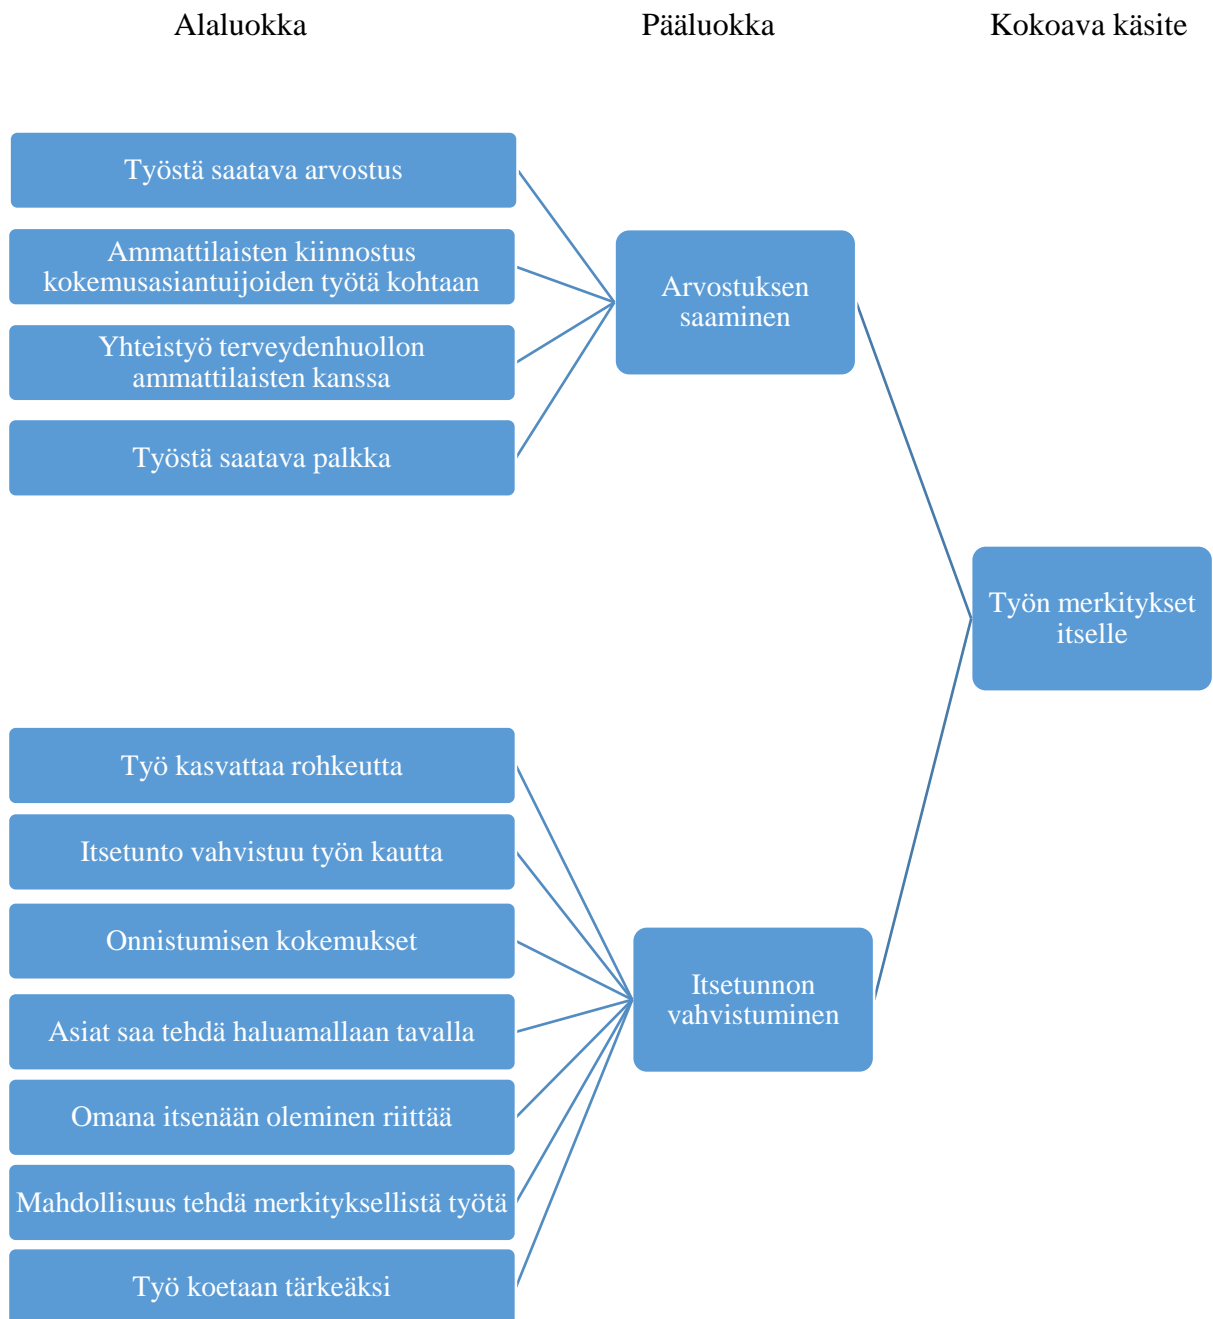 Alaluokka Pääluokka Kokoava käsite
Työstä saatava arvostus
Ammattilaisten kiinnostus
kokemusasiantuijoiden työtä kohtaan
Yhteistyö terveydenhuollon
ammattilaisten kanssa
Työstä saatava palkka
Arvostuksen
saaminen
Työn merkitykset
itselle
Työ kasvattaa rohkeutta
Itsetunto vahvistuu työn kautta
Onnistumisen kokemukset
Asiat saa tehdä haluamallaan tavalla
Omana itsenään oleminen riittää
Mahdollisuus tehdä merkityksellistä työtä
Työ koetaan tärkeäksi
Itsetunnon
vahvistuminen